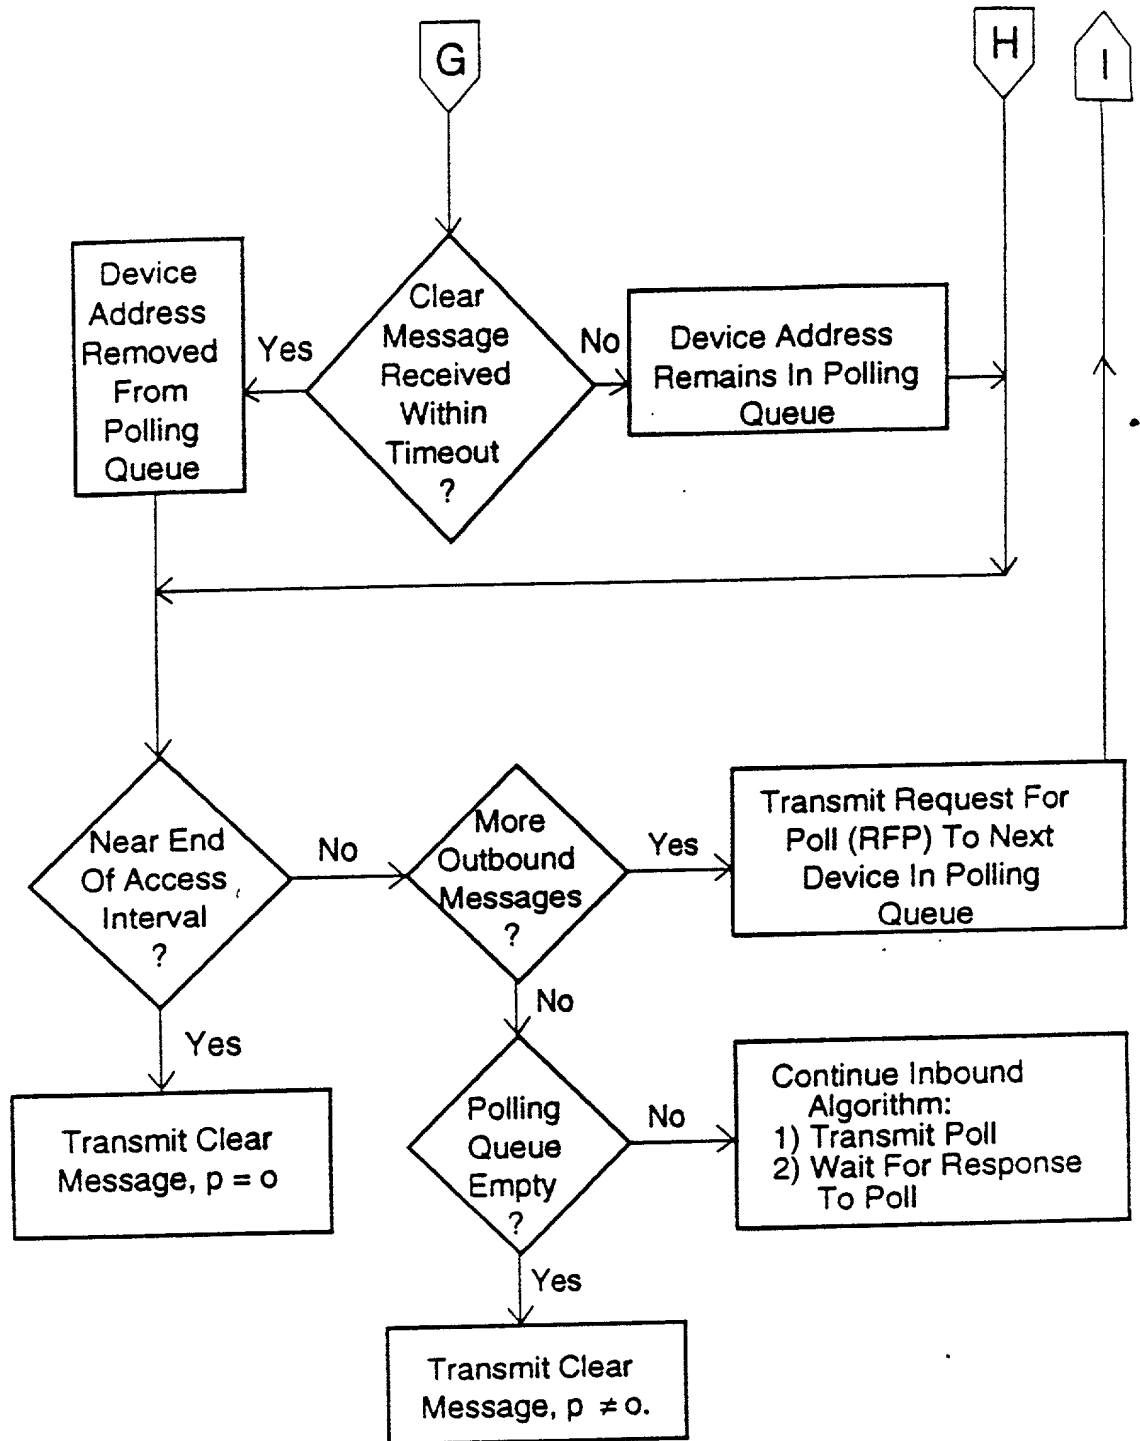 G
H
I
Device
Address
Removed
From
Polling
Queue
Yes
Clear
Message
Received
Within
Timeout
?
No
Device Address
Remains In Polling
Queue
Near End
Of Access
Interval
?
No
More
Outbound
Messages
?
Yes
Transmit Request For
Poll (RFP) To Next
Device In Polling
Queue
Yes
No
Transmit Clear
Message, p = o
Polling
Queue
Empty
?
No
Continue Inbound
Algorithm:
1) Transmit Poll
2) Wait For Response
To Poll
Yes
Transmit Clear
Message, p ≠ o.